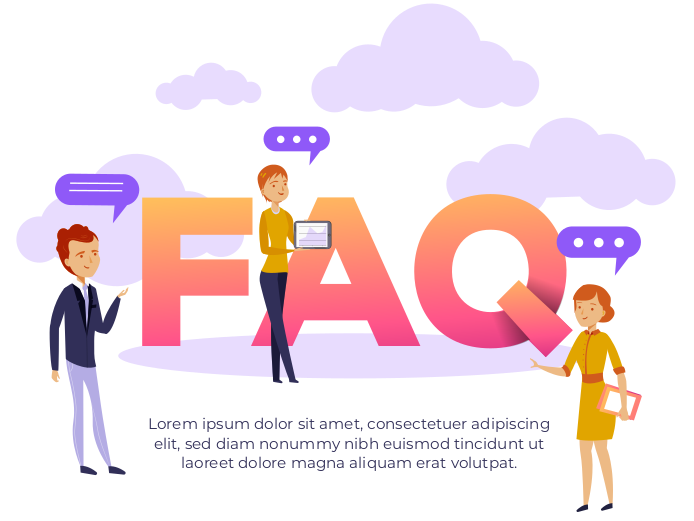 FAQ
Lorem ipsum dolor sit amet, consectetuer adipiscing
elit, sed diam nonummy nibh euismod tincidunt ut
laoreet dolore magna aliquam erat volutpat.